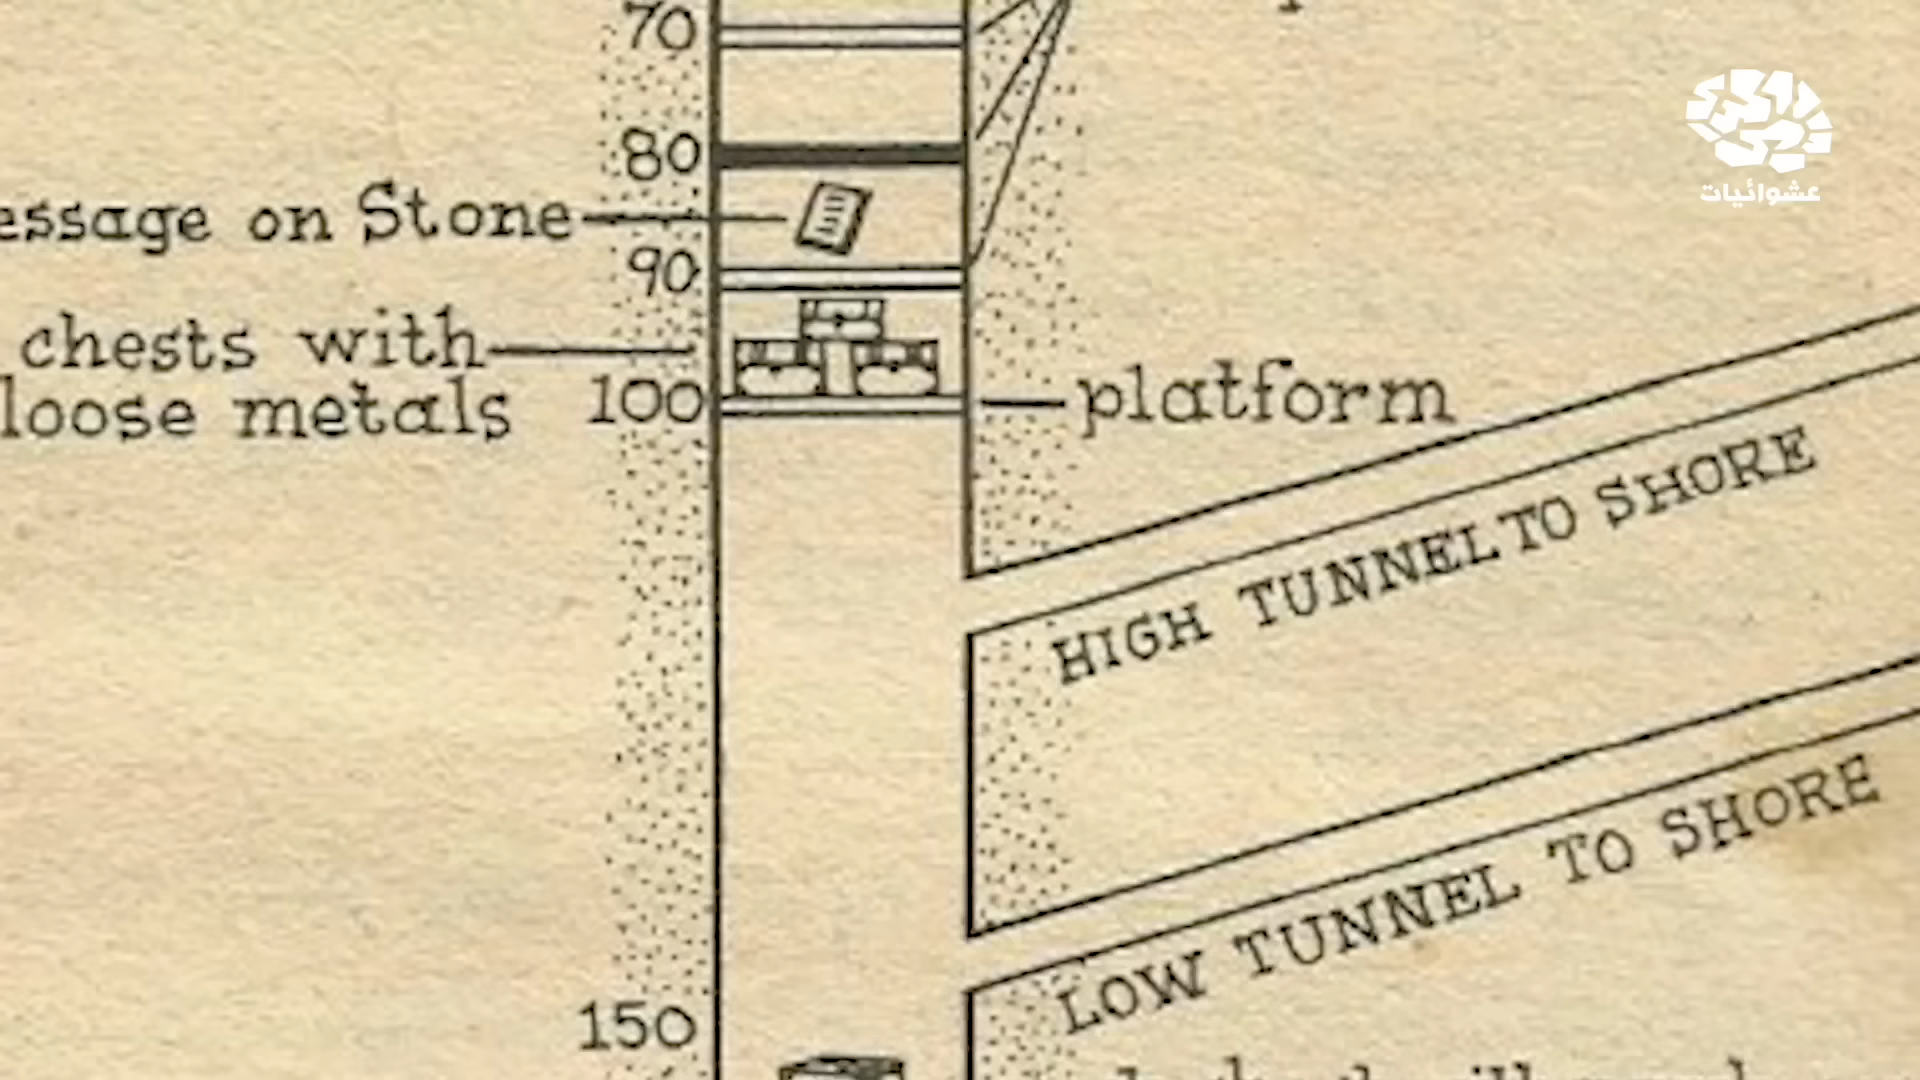 70
80
عشوائيات
essage on Stone
90
chests with
loose metals
100
platform
HIGH TUNNEL TO SHORE
LOW TUNNEL TO SHORE
150